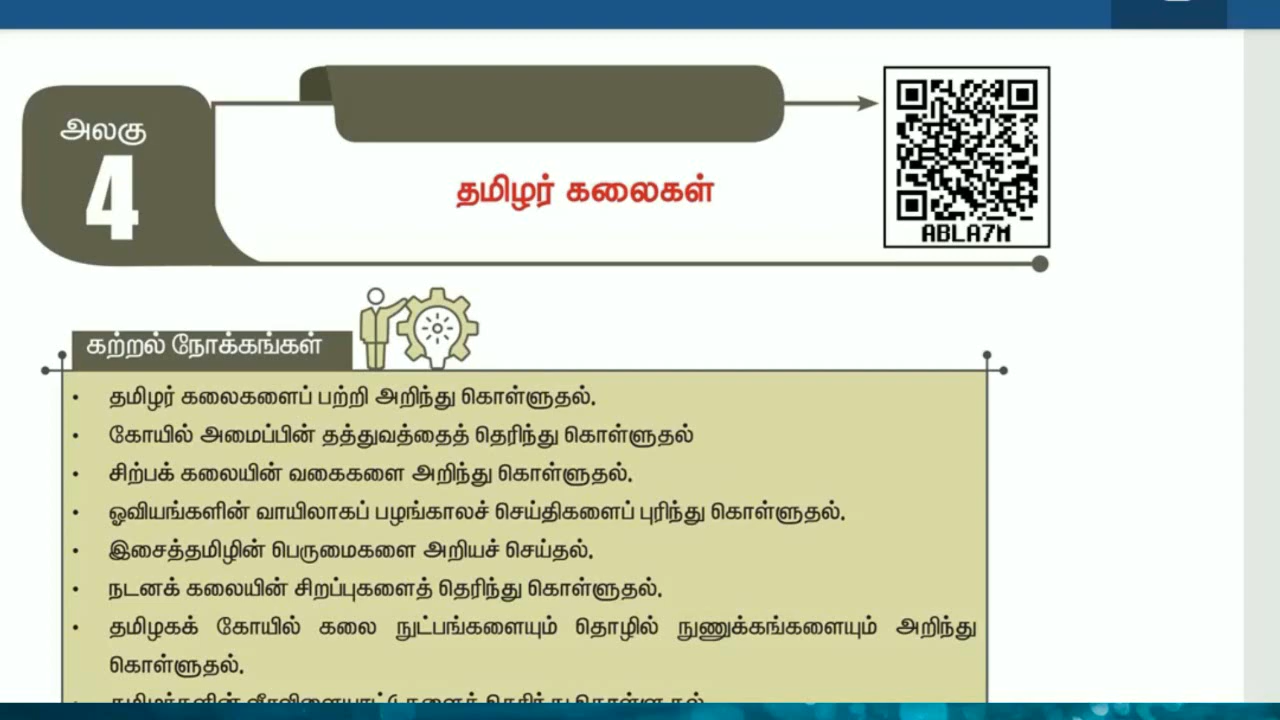 அலகு
4
தமிழர் கலைகள்
ABLA7M
கற்றல் நோக்கங்கள்
• தமிழர் கலைகளைப் பற்றி அறிந்து கொள்ளுதல்.
• கோயில் அமைப்பின் தத்துவத்தைத் தெரிந்து கொள்ளுதல்
• சிற்பக் கலையின் வகைகளை அறிந்து கொள்ளுதல்.
• ஓவியங்களின் வாயிலாகப் பழங்காலச் செய்திகளைப் புரிந்து கொள்ளுதல்.
• இசைத்தமிழின் பெருமைகளை அறியச் செய்தல்.
• நடனக் கலையின் சிறப்புகளைத் தெரிந்து கொள்ளுதல்.
• தமிழகக் கோயில் கலை நுட்பங்களையும் தொழில் நுணுக்கங்களையும் அறிந்து
கொள்ளுதல்.